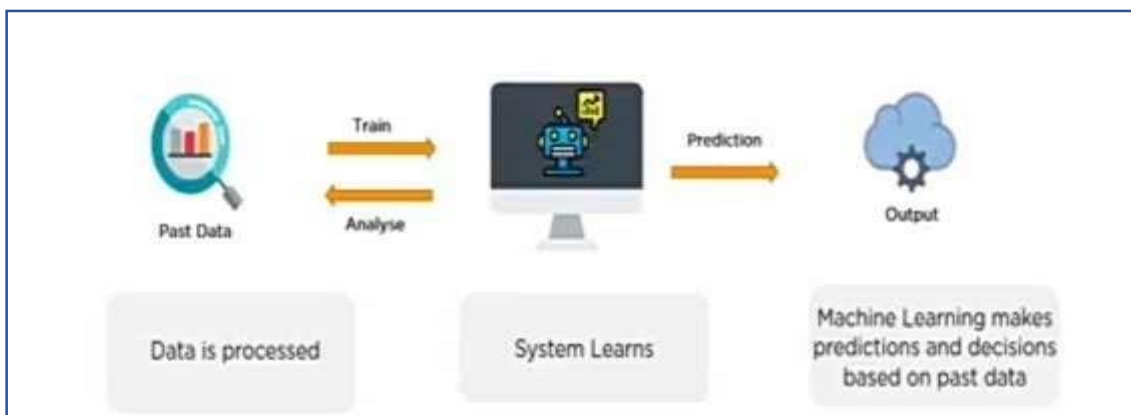 Train
Prediction
Past Data
Analyse
Output
Data is processed
System Learns
Machine Learning makes
predictions and decisions
based on past data